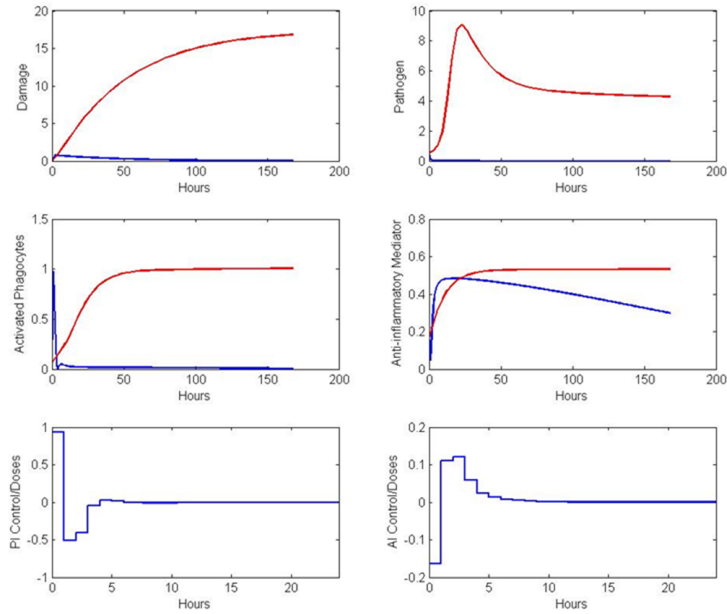 20
15
10
5
0
Damage
0 50 100 150 200
Hours
10
8
6
4
2
0
Pathogen
0 50 100 150 200
Hours
1.5
1
0.5
0
Activated Phagocytes
0 50 100 150 200
Hours
0.8
0.6
0.4
0.2
0
Anti-inflammatory Mediator
0 50 100 150 200
Hours
1
0.5
0
-0.5
-1
PI Control/Doses
0 5 10 15 20
Hours
0.2
0.1
0
-0.1
0.2
AI Control/Doses
0 5 10 15 20
Hours